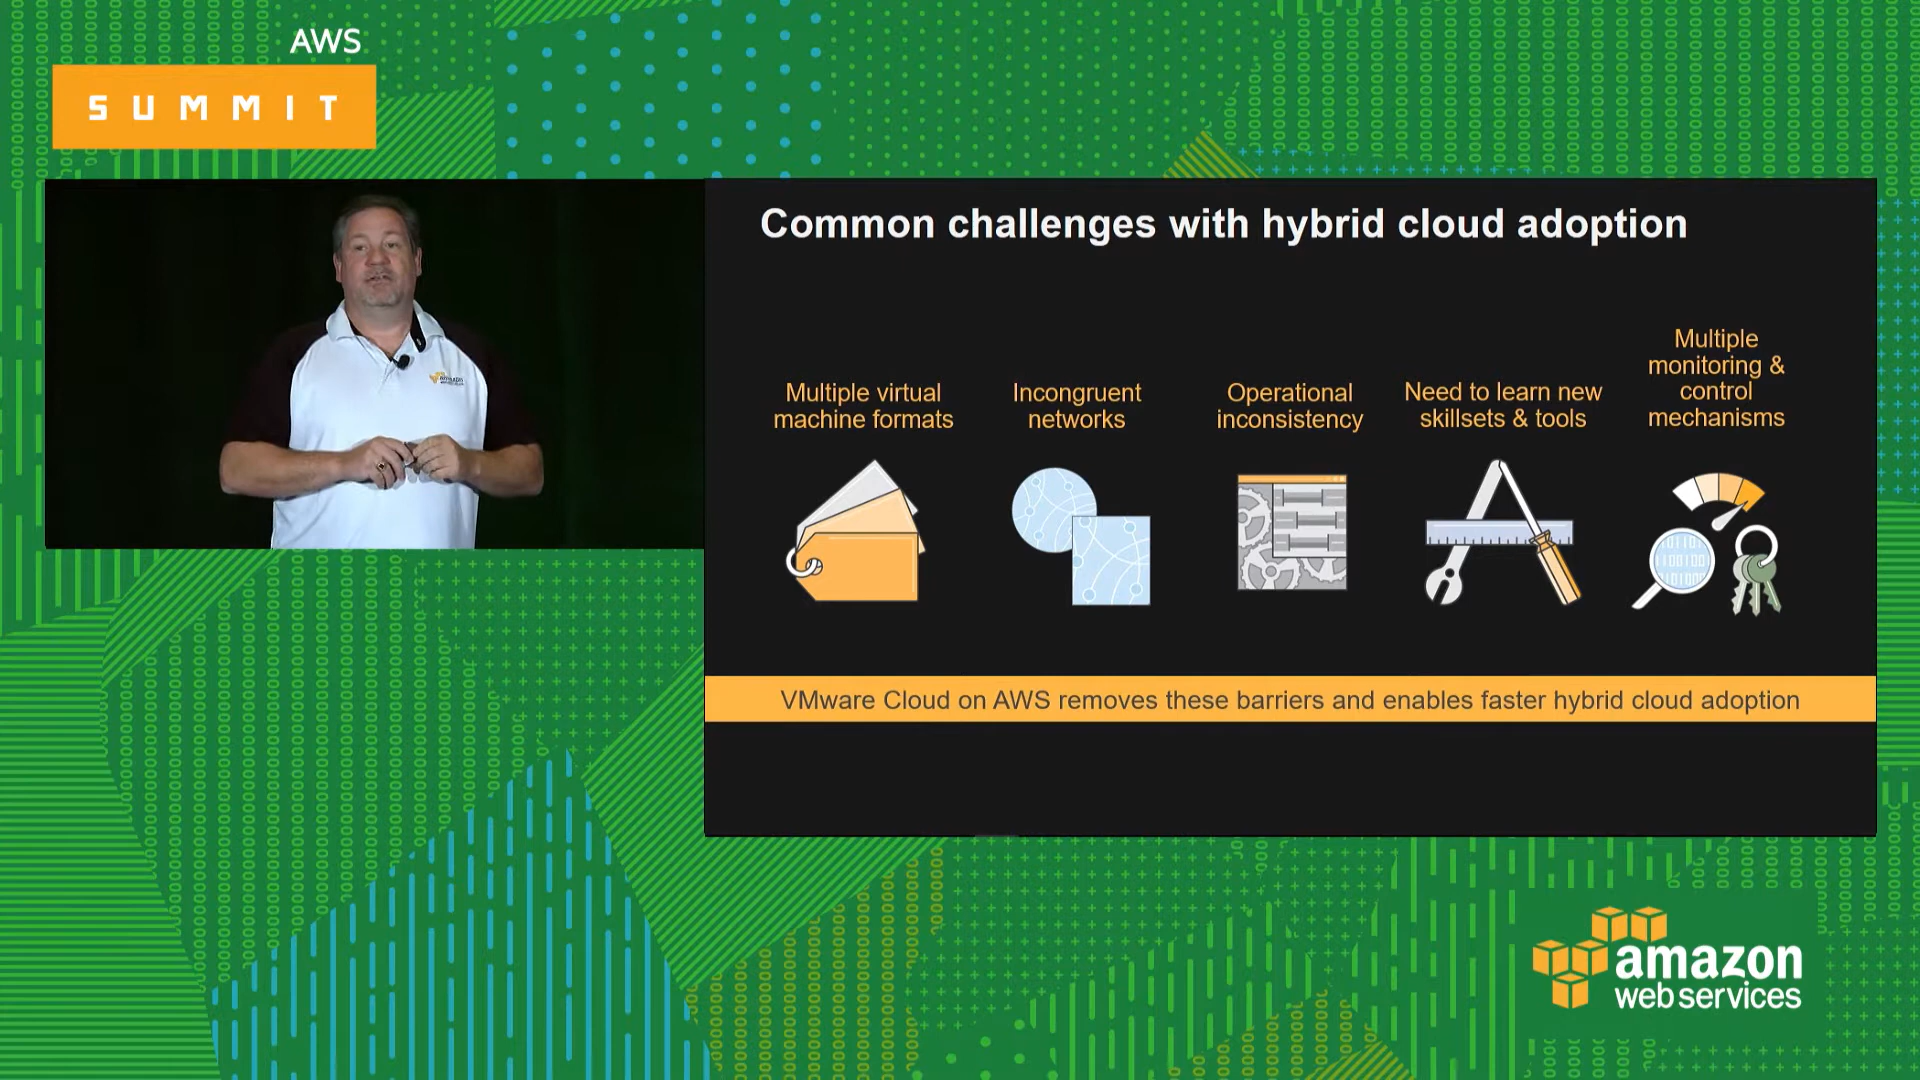 AWS
SUMMIT
Common challenges with hybrid cloud adoption
Multiple virtual
machine formats
Incongruent
networks
Operational
inconsistency
Need to learn new
skillsets & tools
Multiple
monitoring &
control
mechanisms
VMware Cloud on AWS removes these barriers and enables faster hybrid cloud adoption
amazon
web services